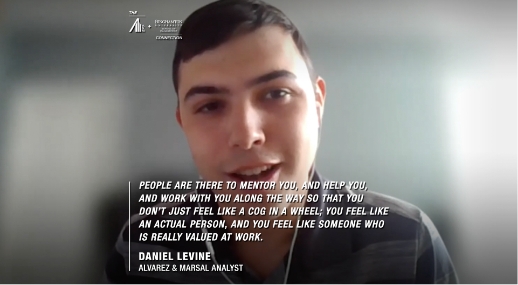 THE
CONNECTION
PEOPLE ARE THERE TO MENTOR YOU, AND HELP YOU,
AND WORK WITH YOU ALONG THE WAY SO THAT YOU
DON'T JUST FEEL LIKE A COG IN A WHEEL; YOU FEEL LIKE
AN ACTUAL PERSON, AND YOU FEEL LIKE SOMEONE WHO
IS REALLY VALUED AT WORK.
DANIEL LEVINE
ALVAREZ & MARSAL ANALYST